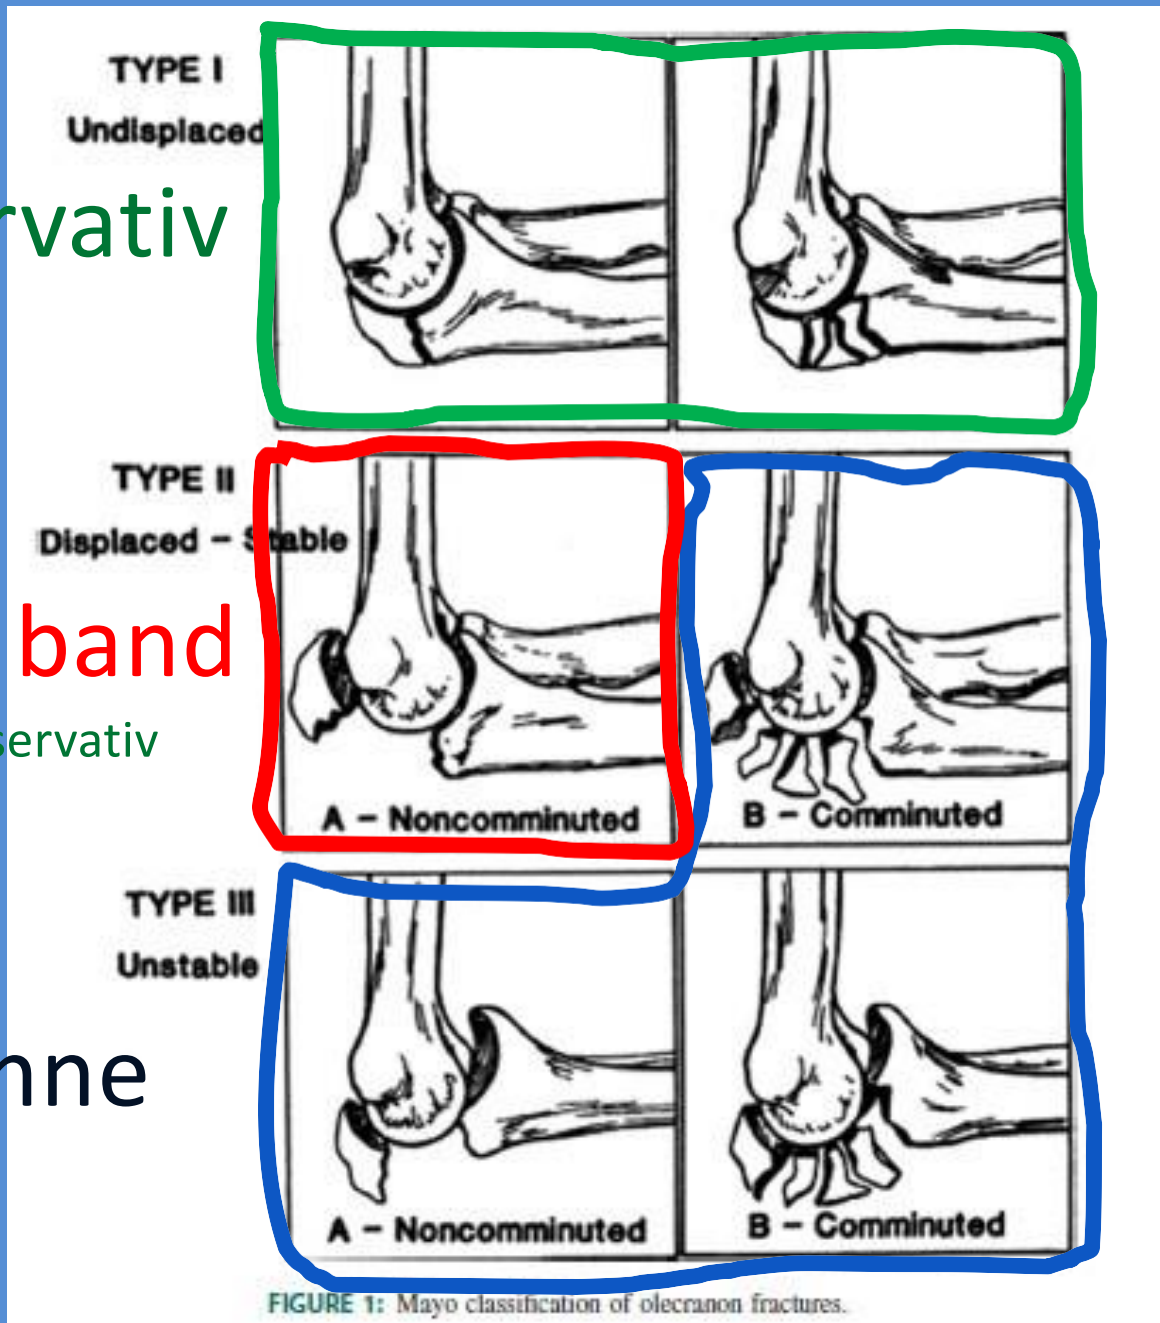 TYPE I
Undisplaced
rvativ
TYPE II
Displaced – Stable
band
servativ
A – Noncomminuted
B – Comminuted
TYPE III
Unstable
nne
A – Noncomminuted
B – Comminuted
FIGURE 1: Mayo classification of olecranon fractures.